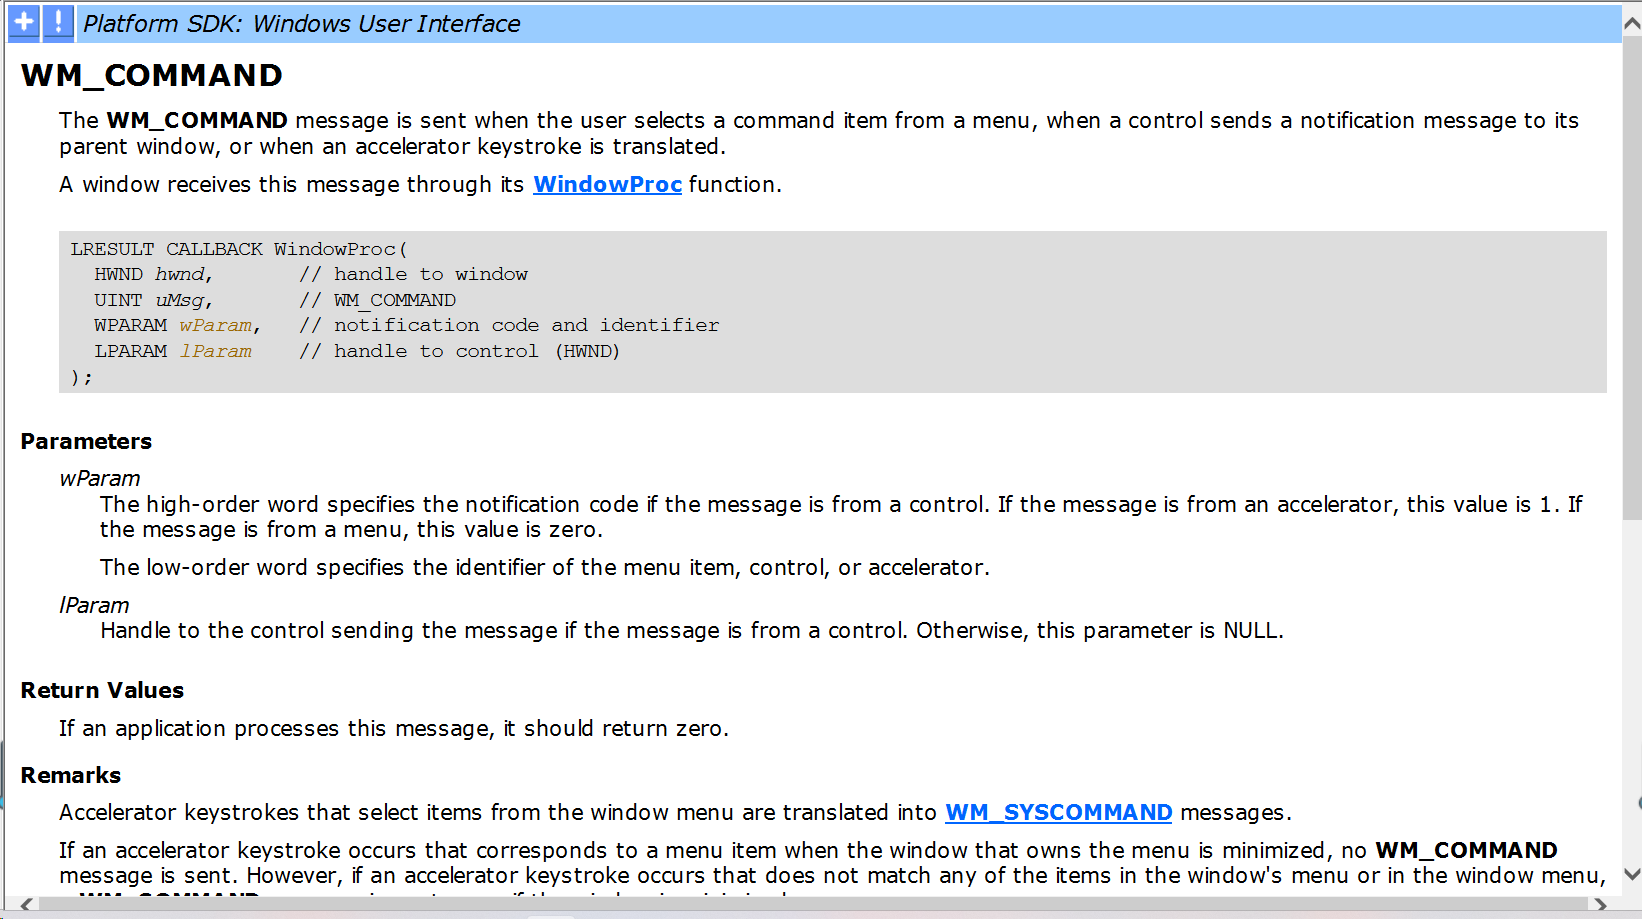 Platform SDK: Windows User Interface
WM_COMMAND
The WM_COMMAND message is sent when the user selects a command item from a menu, when a control sends a notification message to its
parent window, or when an accelerator keystroke is translated.
A window receives this message through its WindowProc function.
LRESULT CALLBACK WindowProc(
  HWND hwnd,       // handle to window
  UINT uMsg,       // WM_COMMAND
  WPARAM wParam,   // notification code and identifier
  LPARAM lParam    // handle to control (HWND)
);
Parameters
wParam
The high-order word specifies the notification code if the message is from a control. If the message is from an accelerator, this value is 1. If
the message is from a menu, this value is zero.
The low-order word specifies the identifier of the menu item, control, or accelerator.
lParam
Handle to the control sending the message if the message is from a control. Otherwise, this parameter is NULL.
Return Values
If an application processes this message, it should return zero.
Remarks
Accelerator keystrokes that select items from the window menu are translated into WM_SYSCOMMAND messages.
If an accelerator keystroke occurs that corresponds to a menu item when the window that owns the menu is minimized, no WM_COMMAND
message is sent. However, if an accelerator keystroke occurs that does not match any of the items in the window's menu or in the window menu,